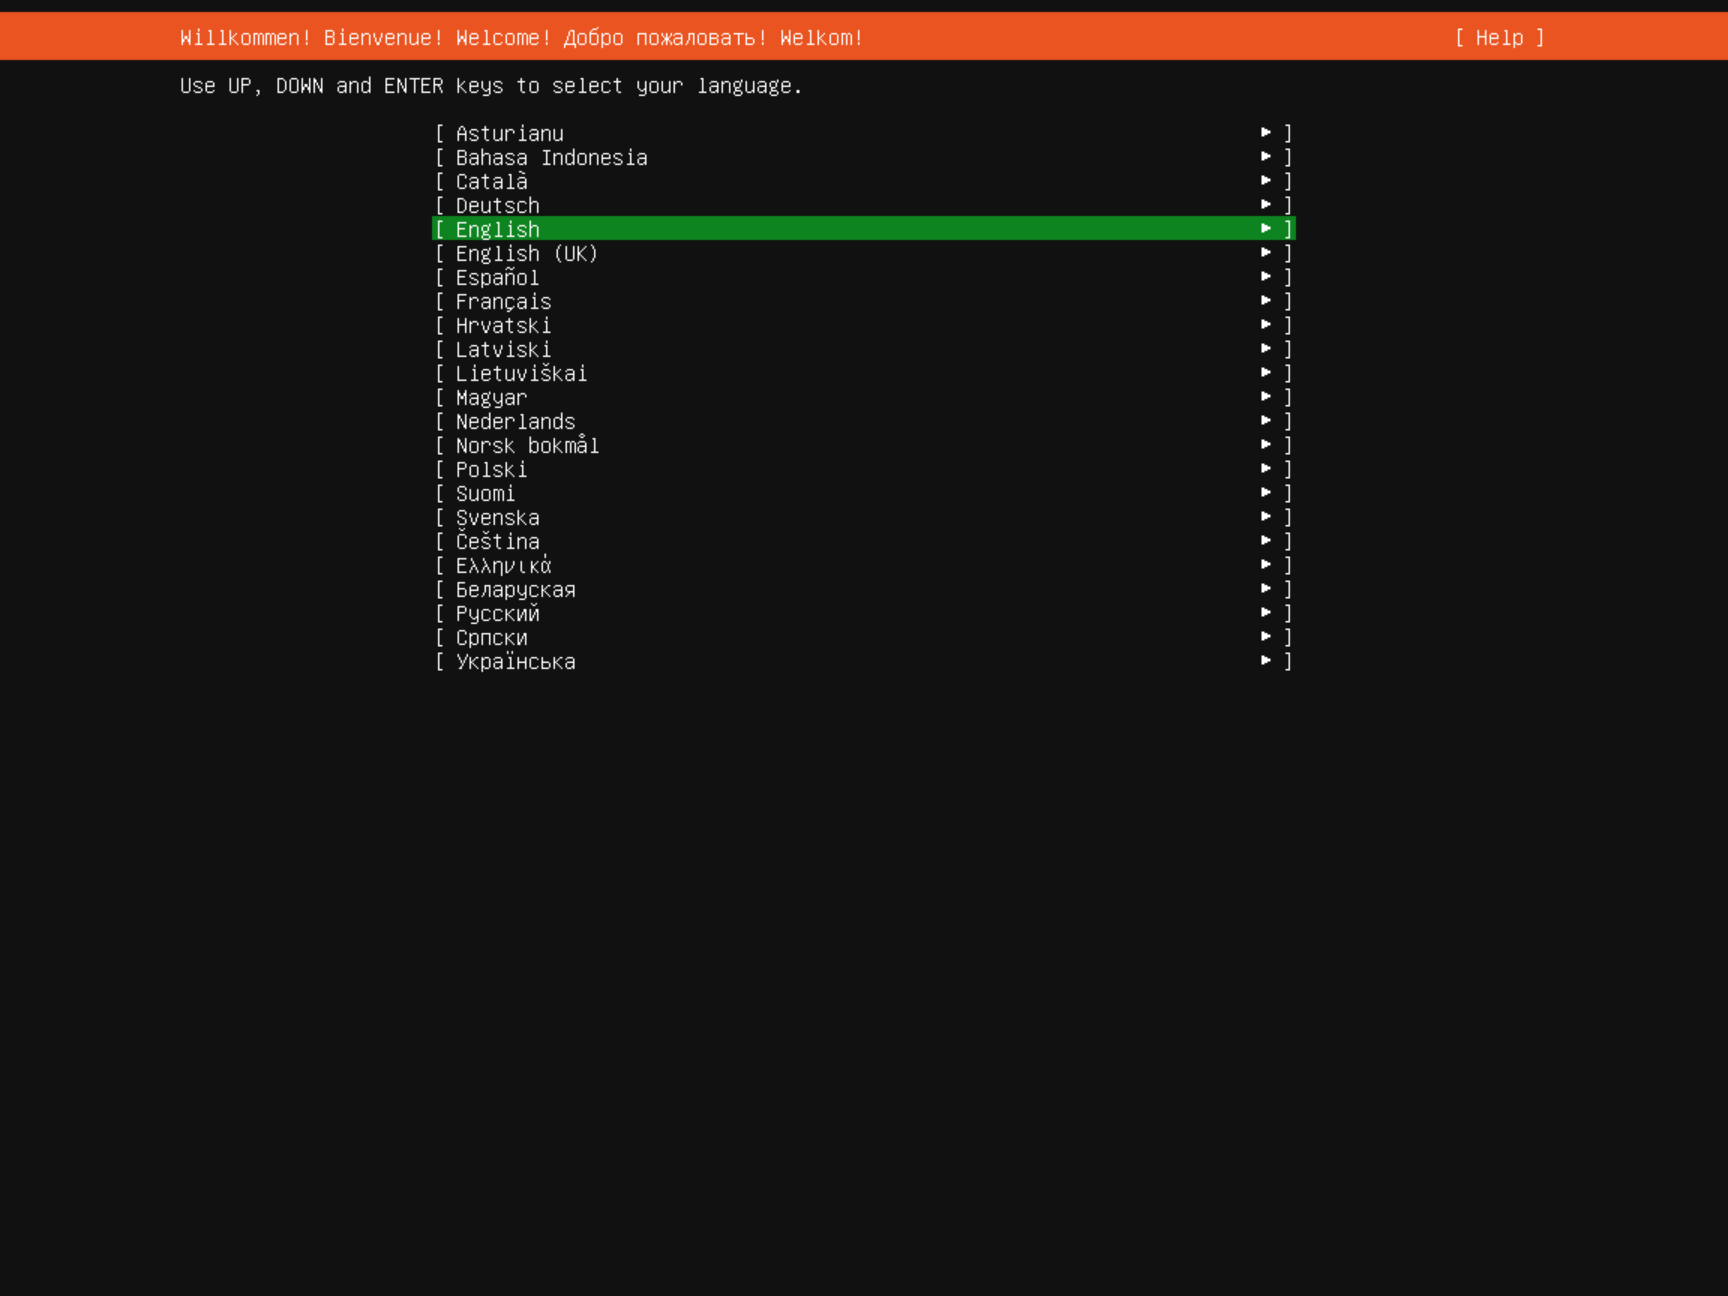 Willkommen! Bienvenue! Welcome! Добро пожаловать! Welkom! [ Help ]
Use UP, DOWN and ENTER keys to select your language.
[ Asturianu ► ]
[ Bahasa Indonesia ► ]
[ Català ► ]
[ Deutsch ► ]
[ English ► ]
[ English (UK) ► ]
[ Español ► ]
[ Français ► ]
[ Hrvatski ► ]
[ Latviski ► ]
[ Lietuviškai ► ]
[ Magyar ► ]
[ Nederlands ► ]
[ Norsk bokmål ► ]
[ Polski ► ]
[ Suomi ► ]
[ Svenska ► ]
[ Čeština ► ]
[ Ελληνικά ► ]
[ Беларуская ► ]
[ Русский ► ]
[ Српски ► ]
[ Українська ► ]